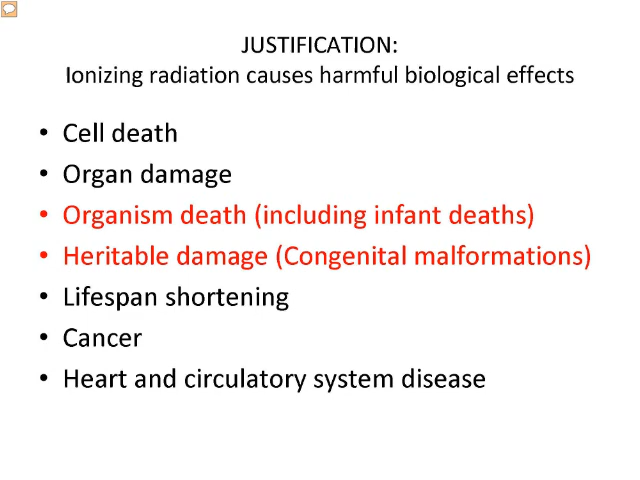 JUSTIFICATION:
Ionizing radiation causes harmful biological effects
• Cell death
• Organ damage
• Organism death (including infant deaths)
• Heritable damage (Congenital malformations)
• Lifespan shortening
• Cancer
• Heart and circulatory system disease